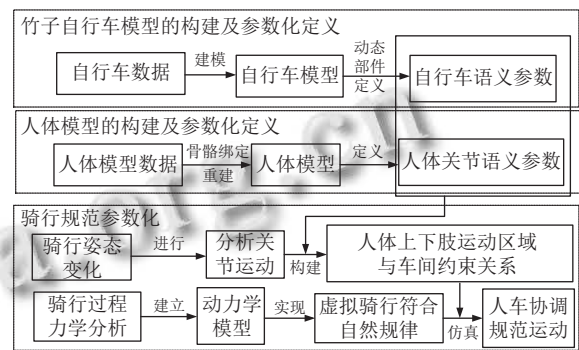 竹子自行车模型的构建及参数化定义
自行车数据
建模
自行车模型
动态
部件
定义
自行车语义参数
人体模型的构建及参数化定义
人体模型数据
骨骼绑定
重建
人体模型
定义
人体关节语义参数
骑行规范参数化
骑行姿态
变化
进行
分析关
节运动
构建
人体上下肢运动区域
与车间约束关系
骑行过程
力学分析
建立
动力学
模型
实现
虚拟骑行符合
自然规律
仿真
人车协调
规范运动